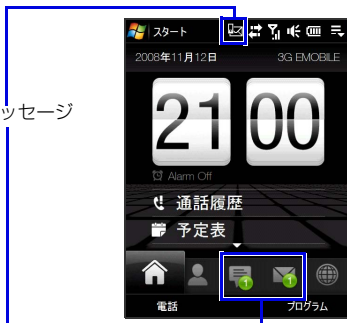 スタート
2008年11月12日 3G EMOBILE
ッセージ
21 00
Alarm Off
通話履歴
予定表
1 1
電話 プログラム